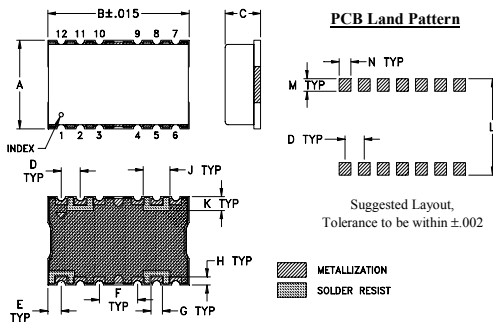 B±.015
C
12 11 10 9 8 7
A
INDEX
1 2 3 4 5 6
D TYP
J TYP
K TYP
H TYP
E TYP
F TYP
G TYP
PCB Land Pattern
N TYP
M TYP
L
D TYP
Suggested Layout,
Tolerance to be within ±.002
METALLIZATION
SOLDER RESIST